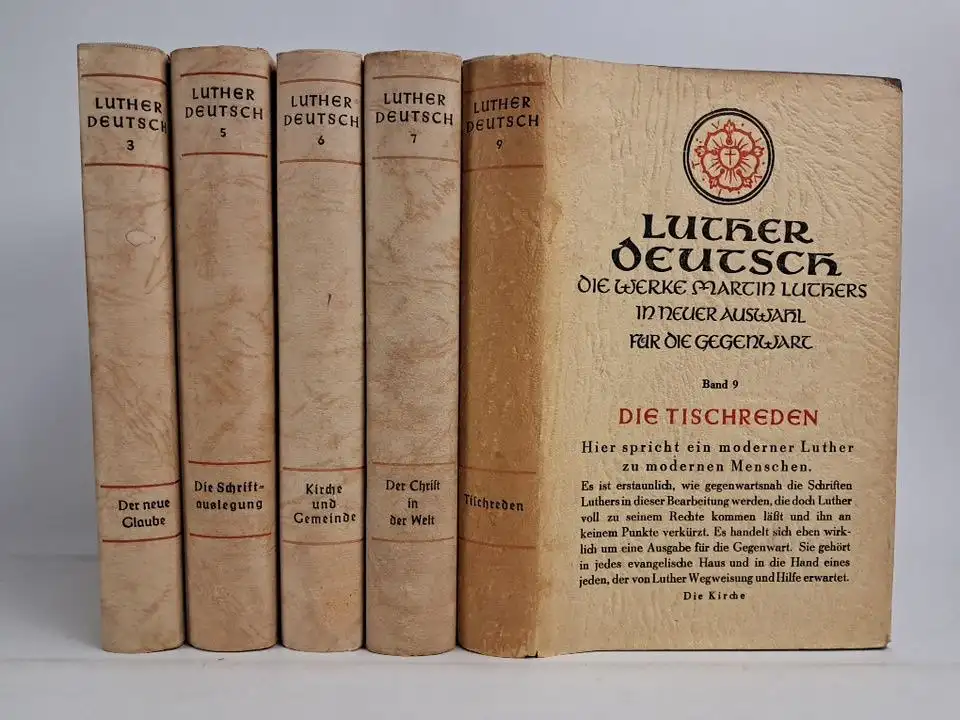 LUTHER
DEUTSCH
3
Der neue
Glaube
LUTHER
DEUTSCH
5
Die Schrift-
auslegung
LUTHER
DEUTSCH
6
Kirche
und
Gemeinde
LUTHER
DEUTSCH
7
Der Christ
in
der Welt
LUTHER
DEUTSCH
9
Tischreden
LUTHER
DEUTSCH
DIE WERKE MARTIN LUTHERS
IN NEUER AUSWAHL
FÜR DIE GEGENWART
Band 9
DIE TISCHREDEN
Hier spricht ein moderner Luther
zu modernen Menschen.
Es ist erstaunlich, wie gegenwartsnah die Schriften
Luthers in dieser Bearbeitung werden, die doch Luther
voll zu seinem Rechte kommen läßt und ihn an
keinem Punkte verkürzt. Es handelt sich eben wirk-
lich um eine Ausgabe für die Gegenwart. Sie gehört
in jedes evangelische Haus und in die Hand eines
jeden, der von Luther Wegweisung und Hilfe erwartet.
Die Kirche